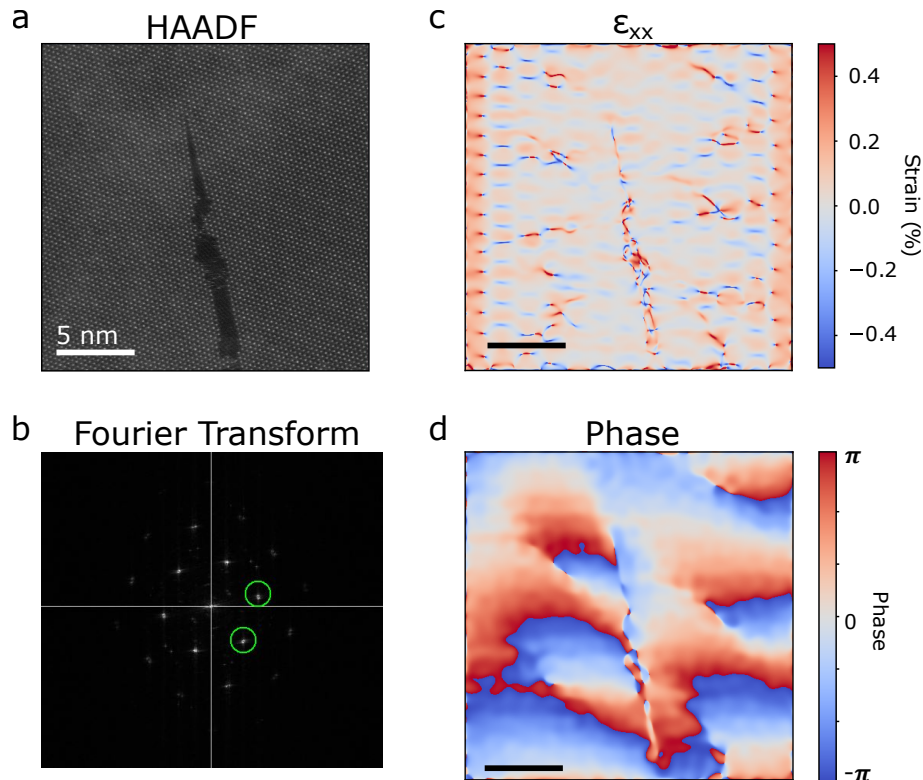 a
HAADF
5 nm
c
εxx
0.4
0.2
0.0
−0.2
−0.4
Strain (%)
b
Fourier Transform
d
Phase
π
0
-π
Phase